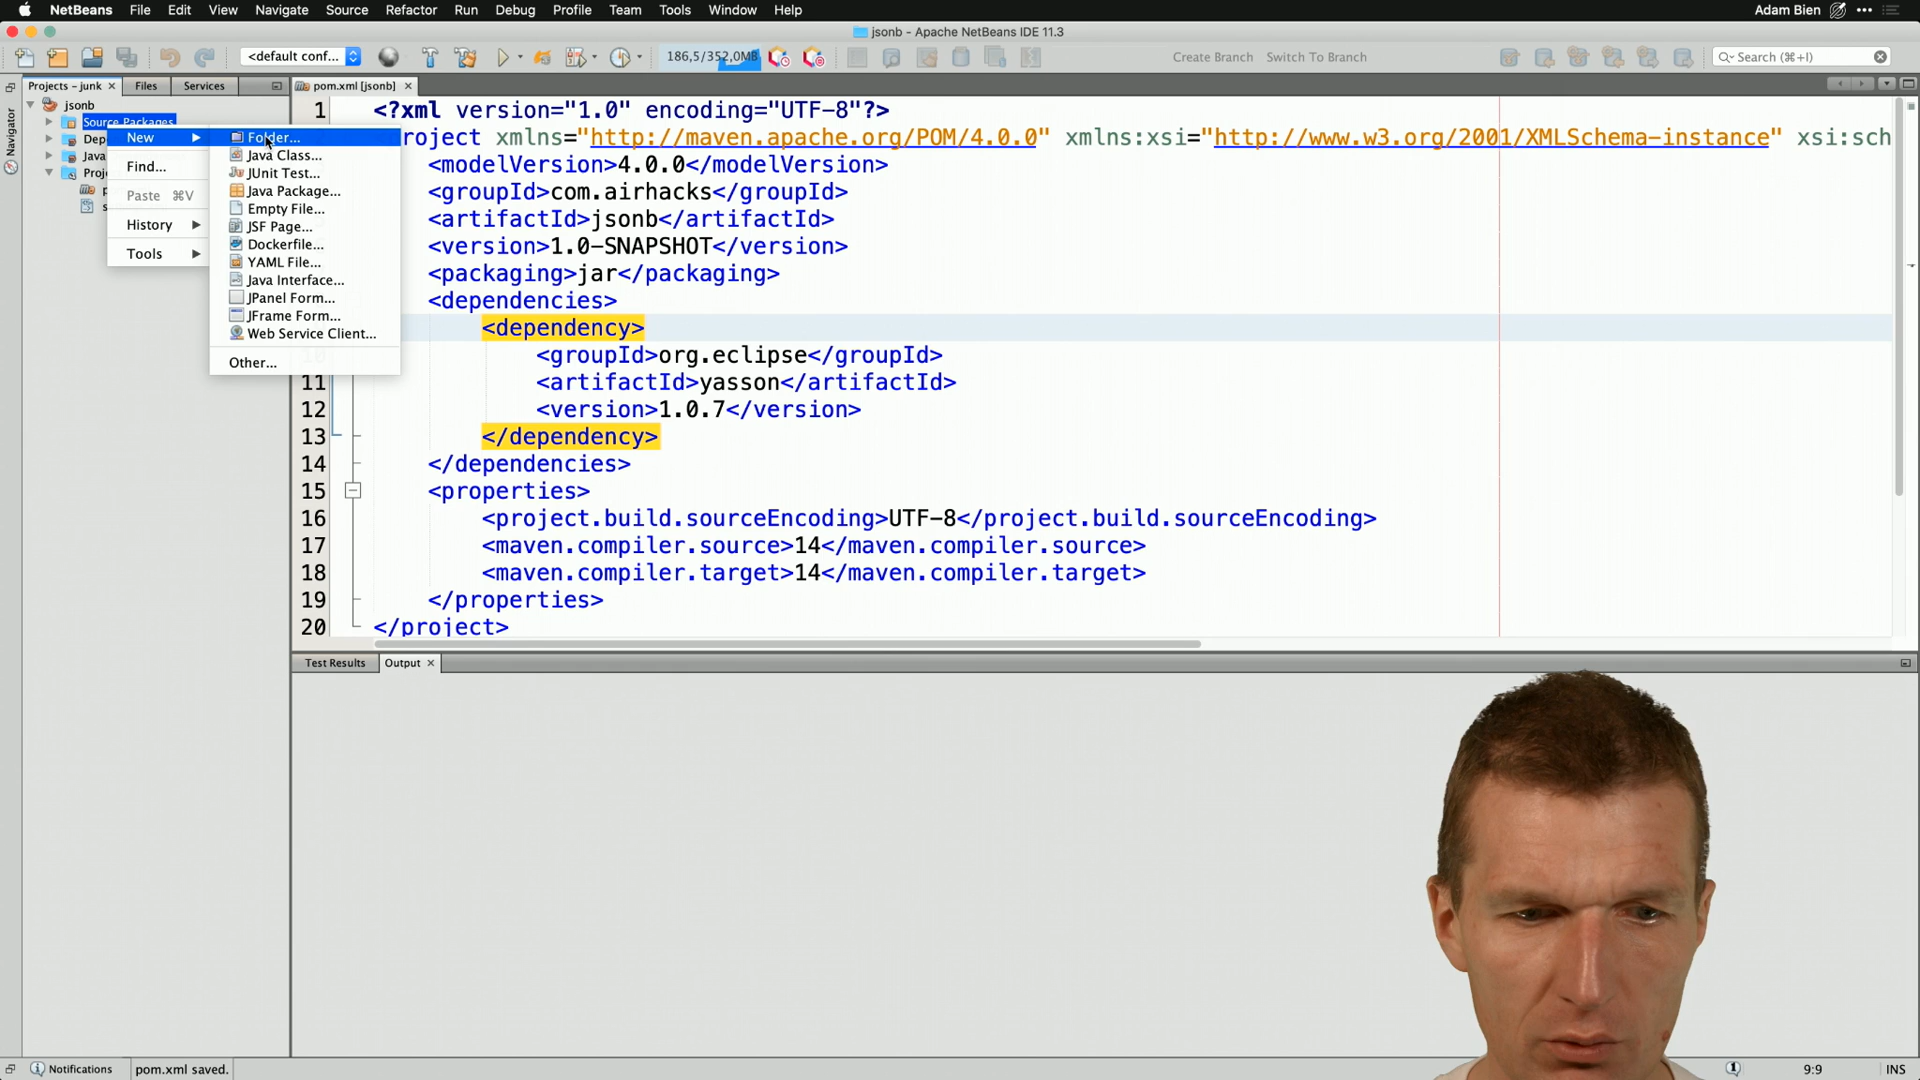 NetBeans File Edit View Navigate Source Refactor Run Debug Profile Team Tools Window Help Adam Bien
jsonb - Apache NetBeans IDE 11.3
<default conf... 186,5/352,0MB Create Branch Switch To Branch Search (⌘+I)
Projects - junk Files Services pom.xml [jsonb]
Navigator
jsonb
Source Packages
New
Find...
Paste ⌘V
History
Tools
Folder...
Java Class...
JUnit Test...
Java Package...
Empty File...
JSF Page...
Dockerfile...
YAML File...
Java Interface...
JPanel Form...
JFrame Form...
Web Service Client...
Other...
Dep
Java
Proj
p
s
1 <?xml version="1.0" encoding="UTF-8"?>
roject xmlns="http://maven.apache.org/POM/4.0.0" xmlns:xsi="http://www.w3.org/2001/XMLSchema-instance" xsi:sch
<modelVersion>4.0.0</modelVersion>
<groupId>com.airhacks</groupId>
<artifactId>jsonb</artifactId>
<version>1.0-SNAPSHOT</version>
<packaging>jar</packaging>
<dependencies>
<dependency>
<groupId>org.eclipse</groupId>
11 <artifactId>yasson</artifactId>
12 <version>1.0.7</version>
13 </dependency>
14 </dependencies>
15 <properties>
16 <project.build.sourceEncoding>UTF-8</project.build.sourceEncoding>
17 <maven.compiler.source>14</maven.compiler.source>
18 <maven.compiler.target>14</maven.compiler.target>
19 </properties>
20 </project>
Test Results Output
Notifications pom.xml saved. 1 9:9 INS